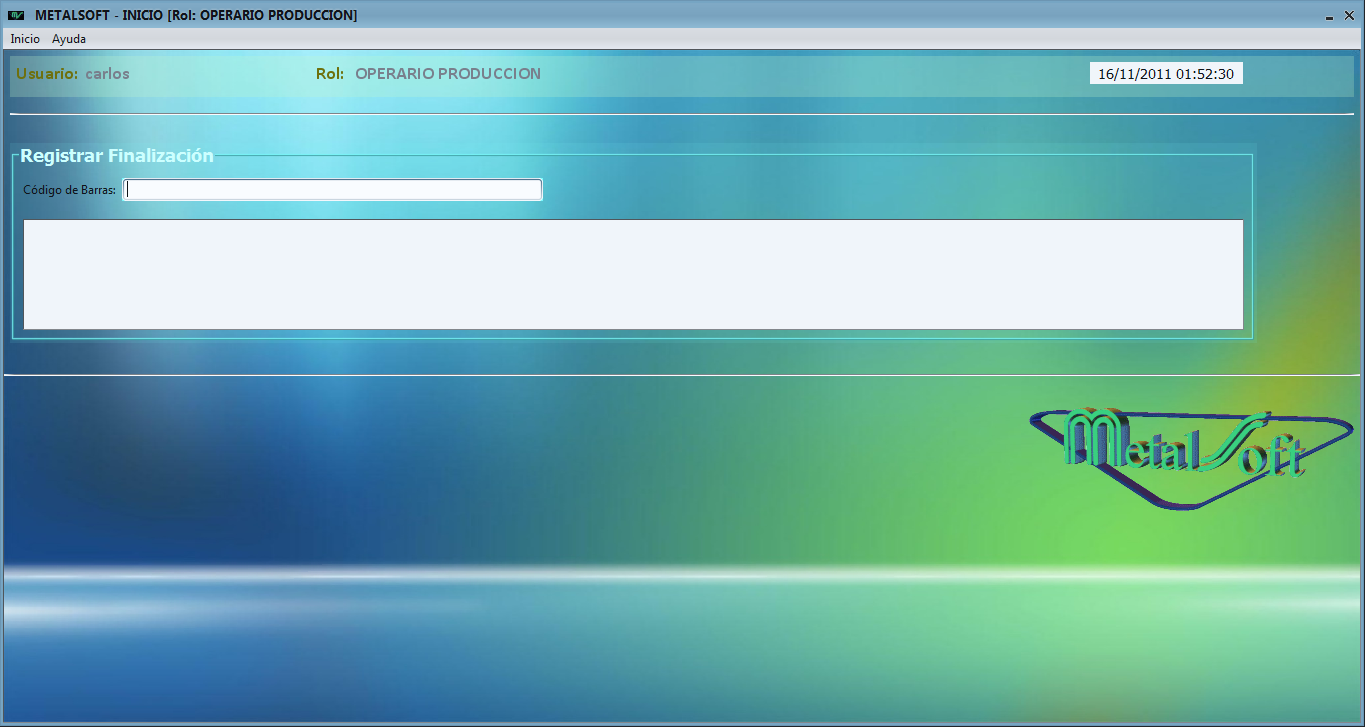 METALSOFT - INICIO [Rol: OPERARIO PRODUCCION]
Inicio Ayuda
Usuario: carlos Rol: OPERARIO PRODUCCION 16/11/2011 01:52:30
Registrar Finalización
Código de Barras:
MetalSoft